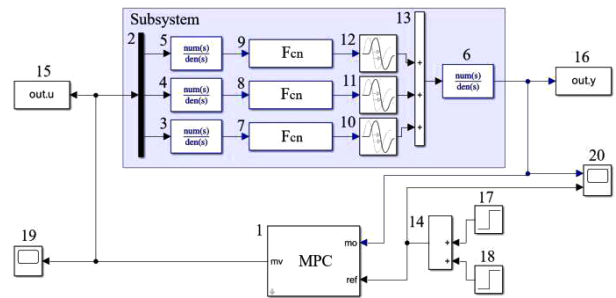 Subsystem
13
2
5
9
12
num(s)
den(s)
Fcn
15
out.u
4
8
11
num(s)
den(s)
Fcn
6
num(s)
den(s)
16
out.y
3
7
10
num(s)
den(s)
Fcn
20
17
14
1
mo
mv
MPC
ref
18
19